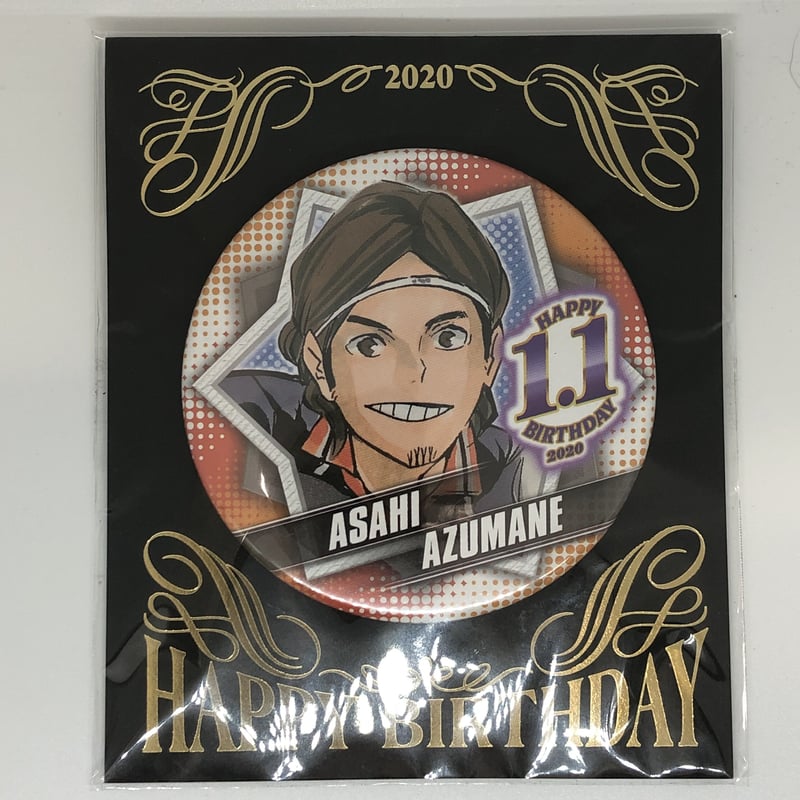 2020
HAPPY
1.1
BIRTHDAY
2020
ASAHI
AZUMANE
HAPPY BIRTHDAY